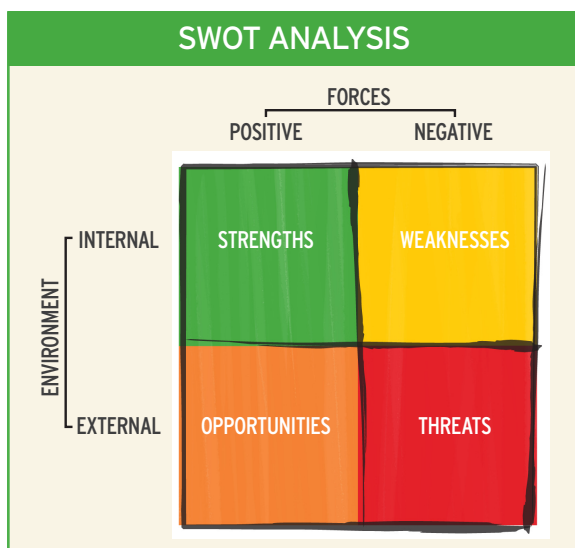 SWOT ANALYSIS
FORCES
POSITIVE NEGATIVE
ENVIRONMENT
INTERNAL STRENGTHS WEAKNESSES
EXTERNAL OPPORTUNITIES THREATS